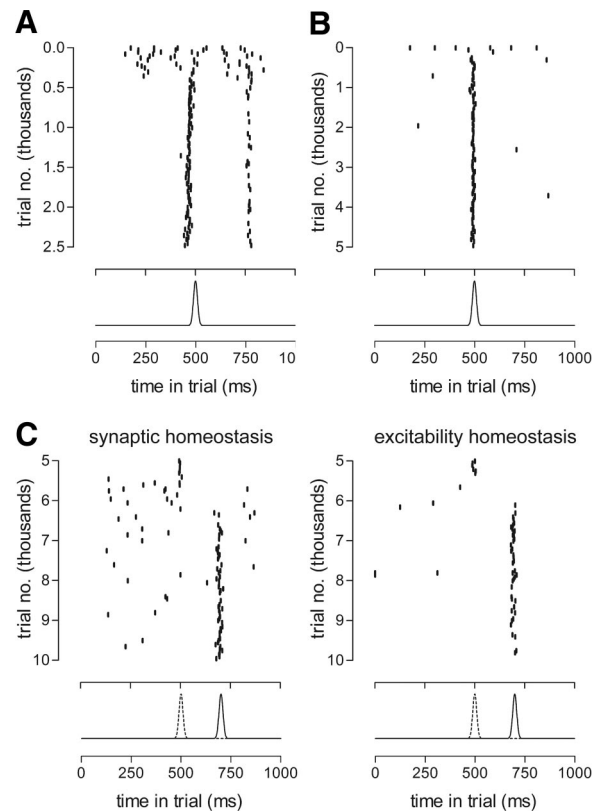 A
B
0.0
0.5
1.0
1.5
2.0
2.5
trial no. (thousands)
0
1
2
3
4
5
trial no. (thousands)
0 250 500 750 10
time in trial (ms)
0 250 500 750 1000
time in trial (ms)
C
synaptic homeostasis
excitability homeostasis
5
6
7
8
9
10
trial no. (thousands)
5
6
7
8
9
10
trial no. (thousands)
0 250 500 750 1000
time in trial (ms)
0 250 500 750 1000
time in trial (ms)